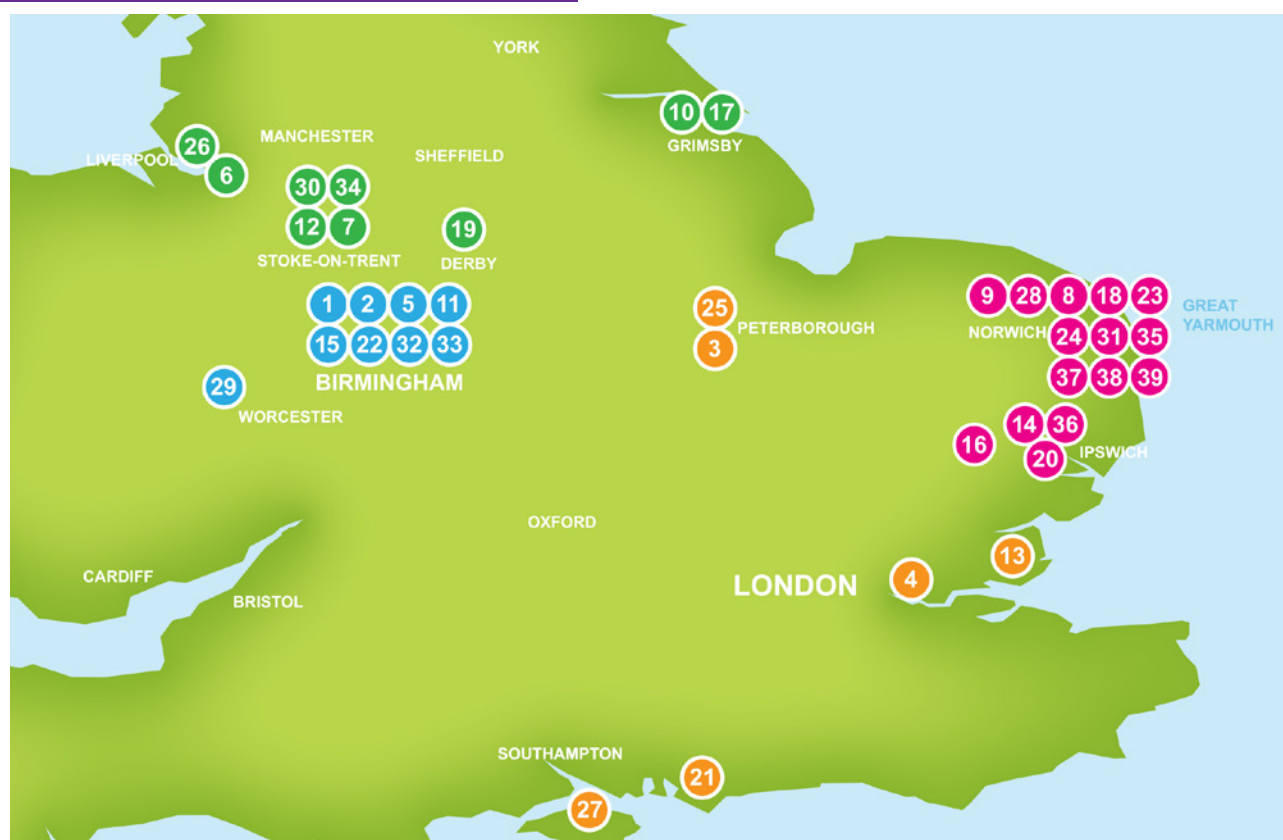 YORK
10 17
GRIMSBY
MANCHESTER
26
LIVERPOOL
6
SHEFFIELD
30 34
12 7
STOKE-ON-TRENT
19
DERBY
1 2 5 11
15 22 32 33
BIRMINGHAM
29
WORCESTER
25
PETERBOROUGH
3
9 28 8 18 23
GREAT
YARMOUTH
NORWICH
24 31 35
37 38 39
14 36
16
20
IPSWICH
OXFORD
13
4
LONDON
CARDIFF
BRISTOL
SOUTHAMPTON
21
27